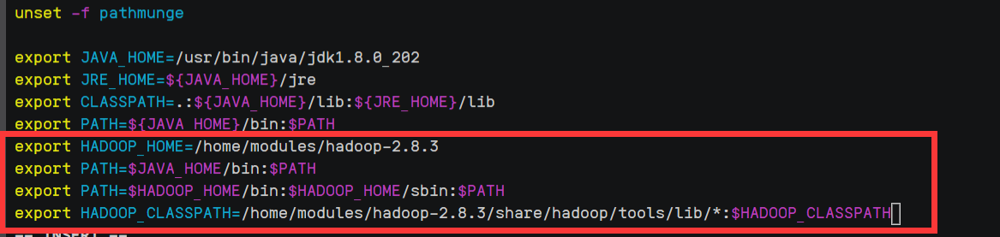 unset -f pathmunge
export JAVA_HOME=/usr/bin/java/jdk1.8.0_202
export JRE_HOME=${JAVA_HOME}/jre
export CLASSPATH=.:${JAVA_HOME}/lib:${JRE_HOME}/lib
export PATH=${JAVA_HOME}/bin:$PATH
export HADOOP_HOME=/home/modules/hadoop-2.8.3
export PATH=$JAVA_HOME/bin:$PATH
export PATH=$HADOOP_HOME/bin:$HADOOP_HOME/sbin:$PATH
export HADOOP_CLASSPATH=/home/modules/hadoop-2.8.3/share/hadoop/tools/lib/*:$HADOOP_CLASSPATH
-- INSERT --